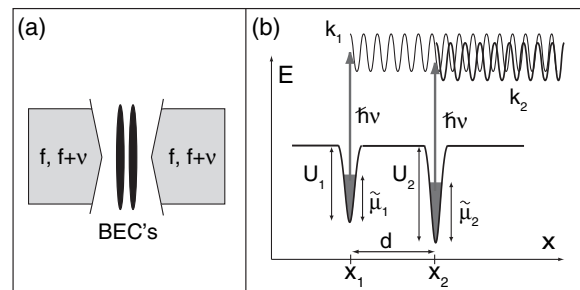 (a)
f, f+ν
f, f+ν
BEC's
(b)
k₁
E
k₂
ħν
ħν
U₁
μ̃₁
U₂
μ̃₂
d
x
x₁
x₂